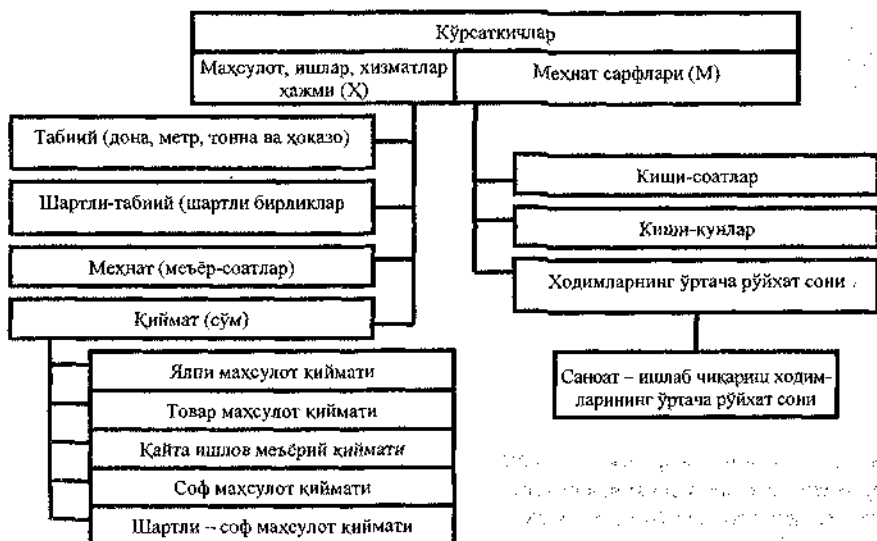 Кўрсаткичлар
Маҳсулот, ишлар, хизматлар
ҳажми (Ҳ)
Меҳнат сарфлари (М)
Табиий (дона, метр, тонна ва ҳоказо)
Шартли-табиий (шартли бирликлар
Меҳнат (меъёр-соатлар)
Қиймат (сўм)
Ялпи маҳсулот қиймати
Товар маҳсулот қиймати
Қайта ишлов меъёрий қиймати
Соф маҳсулот қиймати
Шартли – соф маҳсулот қиймати
Киши-соатлар
Киши-кунлар
Ходимларнинг ўртача рўйхат сони
Саноат – ишлаб чиқариш ходим-
ларининг ўртача рўйхат сони